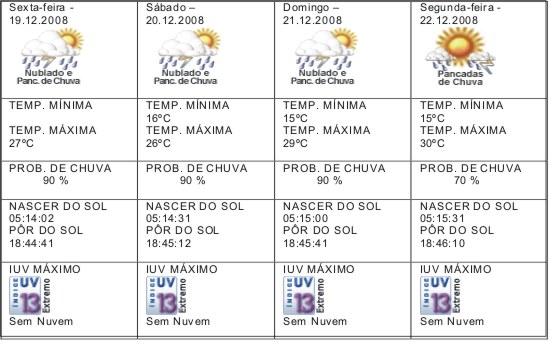 Sexta-feira -
19.12.2008
Nublado e
Panc. de Chuva
TEMP. MÍNIMA
TEMP. MÁXIMA
27ºC
PROB. DE CHUVA
90 %
NASCER DO SOL
05:14:02
PÔR DO SOL
18:44:41
IUV MÁXIMO
ÍNDICE
UV
13
Extremo
Sem Nuvem
Sábado –
20.12.2008
Nublado e
Panc. de Chuva
TEMP. MÍNIMA
16ºC
TEMP. MÁXIMA
26ºC
PROB. DE CHUVA
90 %
NASCER DO SOL
05:14:31
PÔR DO SOL
18:45:12
IUV MÁXIMO
ÍNDICE
UV
13
Extremo
Sem Nuvem
Domingo –
21.12.2008
Nublado e
Panc. de Chuva
TEMP. MÍNIMA
15ºC
TEMP. MÁXIMA
29ºC
PROB. DE CHUVA
90 %
NASCER DO SOL
05:15:00
PÔR DO SOL
18:45:41
IUV MÁXIMO
ÍNDICE
UV
13
Extremo
Sem Nuvem
Segunda-feira -
22.12.2008
Pancadas
de Chuva
TEMP. MÍNIMA
15ºC
TEMP. MÁXIMA
30ºC
PROB. DE CHUVA
70 %
NASCER DO SOL
05:15:31
PÔR DO SOL
18:46:10
IUV MÁXIMO
ÍNDICE
UV
13
Extremo
Sem Nuvem